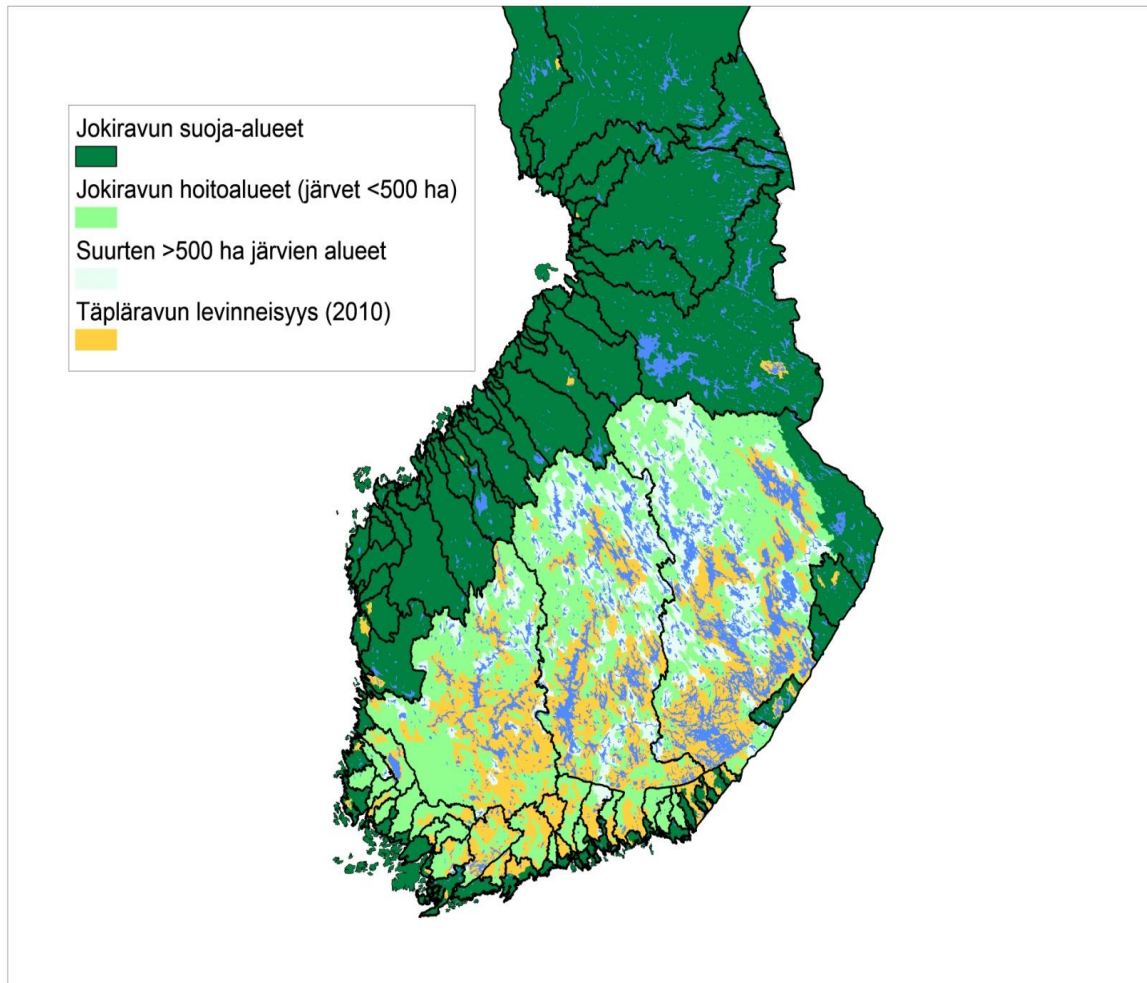 Jokiravun suoja-alueet
Jokiravun hoitoalueet (järvet <500 ha)
Suurten >500 ha järvien alueet
Täpläravun levinneisyys (2010)